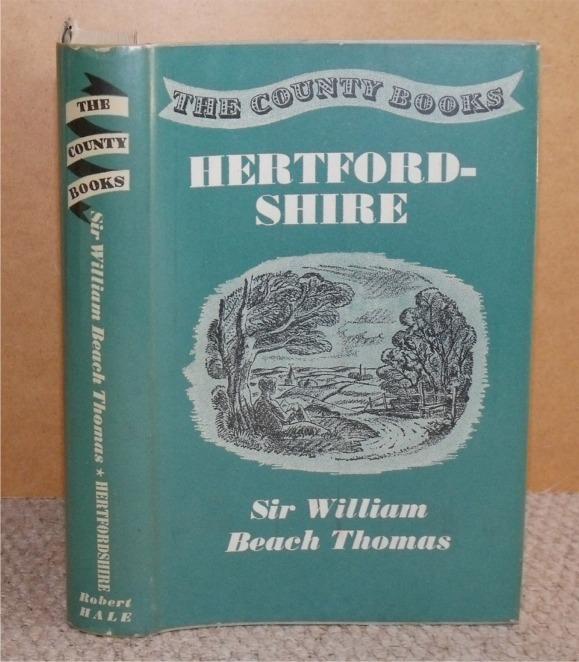 THE COUNTY BOOKS
HERTFORD-
SHIRE
Sir William
Beach Thomas
THE
COUNTY
BOOKS
Sir William Beach Thomas ★ HERTFORDSHIRE
Robert
HALE